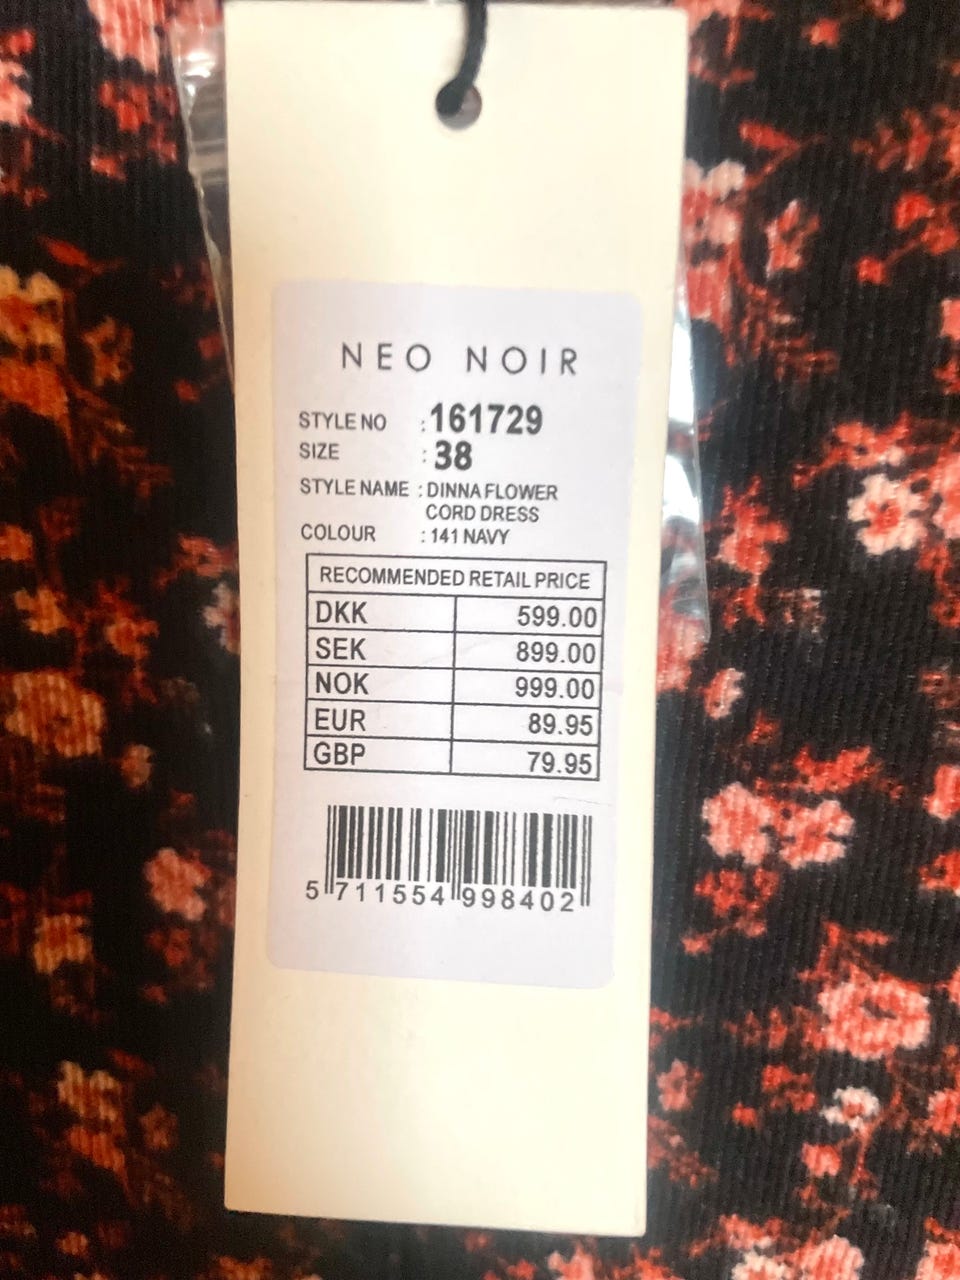 NEO NOIR
STYLE NO : 161729
SIZE : 38
STYLE NAME : DINNA FLOWER
CORD DRESS
COLOUR : 141 NAVY
RECOMMENDED RETAIL PRICE
DKK 599.00
SEK 899.00
NOK 999.00
EUR 89.95
GBP 79.95
5 711554 998402